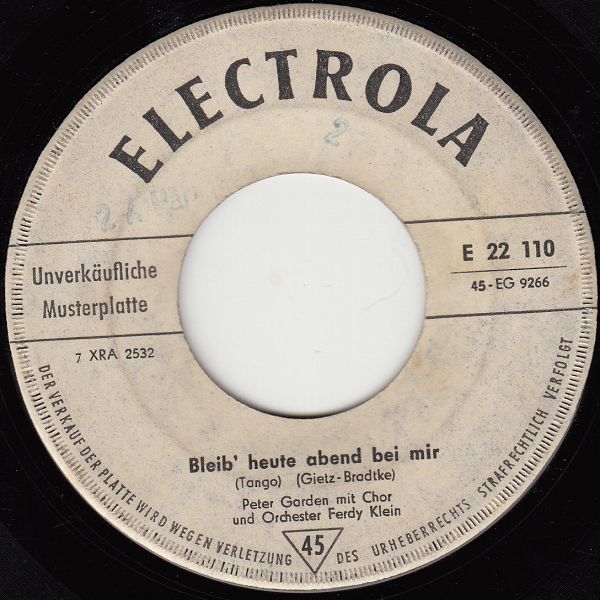 ELECTROLA
2
Unverkäufliche
Musterplatte
E 22 110
45-EG 9266
7 XRA 2532
Bleib' heute abend bei mir
(Tango) (Gietz-Bradtke)
Peter Garden mit Chor
und Orchester Ferdy Klein
45
DER VERKAUF DER PLATTE WIRD WEGEN VERLETZUNG DES URHEBERRECHTS STRAFRECHTLICH VERFOLGT